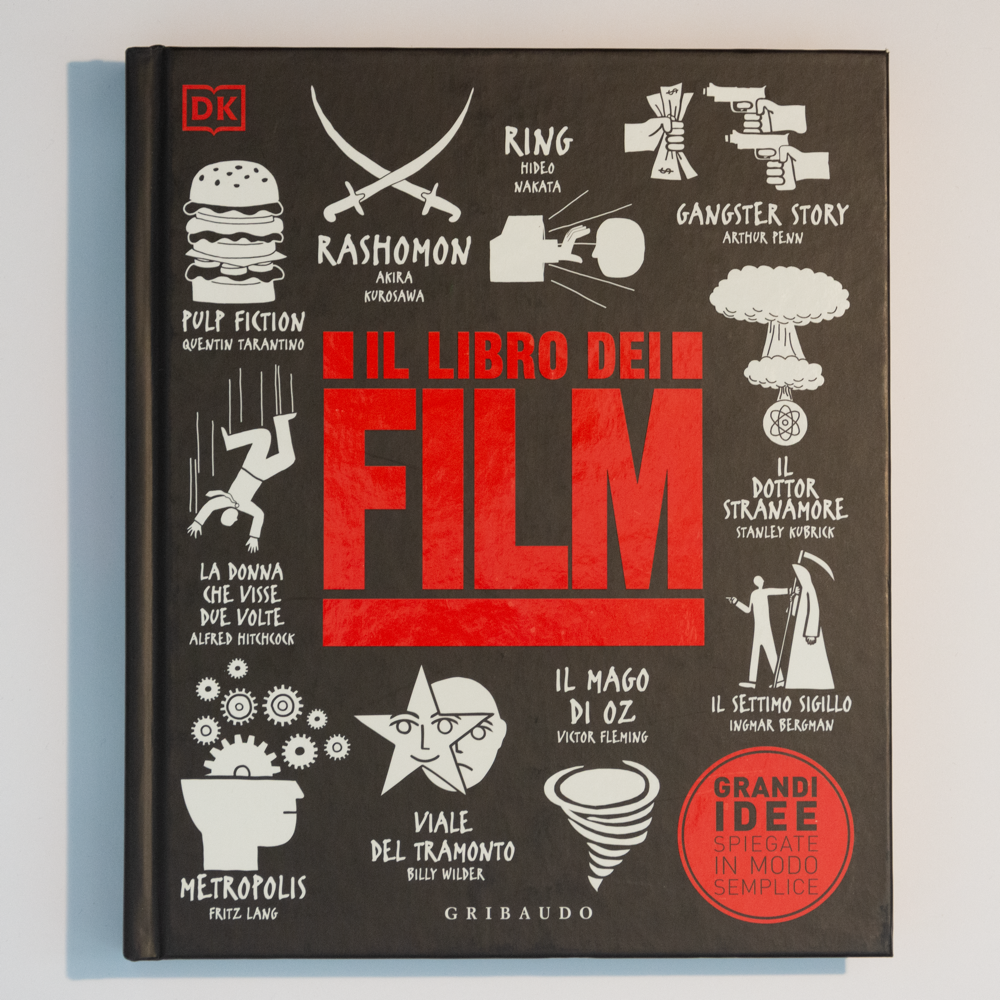 DK
RING
HIDEO
NAKATA
GANGSTER STORY
ARTHUR PENN
RASHOMON
AKIRA
KUROSAWA
PULP FICTION
QUENTIN TARANTINO
IL LIBRO DEI
FILM
IL
DOTTOR
STRANAMORE
STANLEY KUBRICK
LA DONNA
CHE VISSE
DUE VOLTE
ALFRED HITCHCOCK
IL MAGO
DI OZ
VICTOR FLEMING
IL SETTIMO SIGILLO
INGMAR BERGMAN
VIALE
DEL TRAMONTO
BILLY WILDER
GRANDI
IDEE
SPIEGATE
IN MODO
SEMPLICE
METROPOLIS
FRITZ LANG
GRIBAUDO